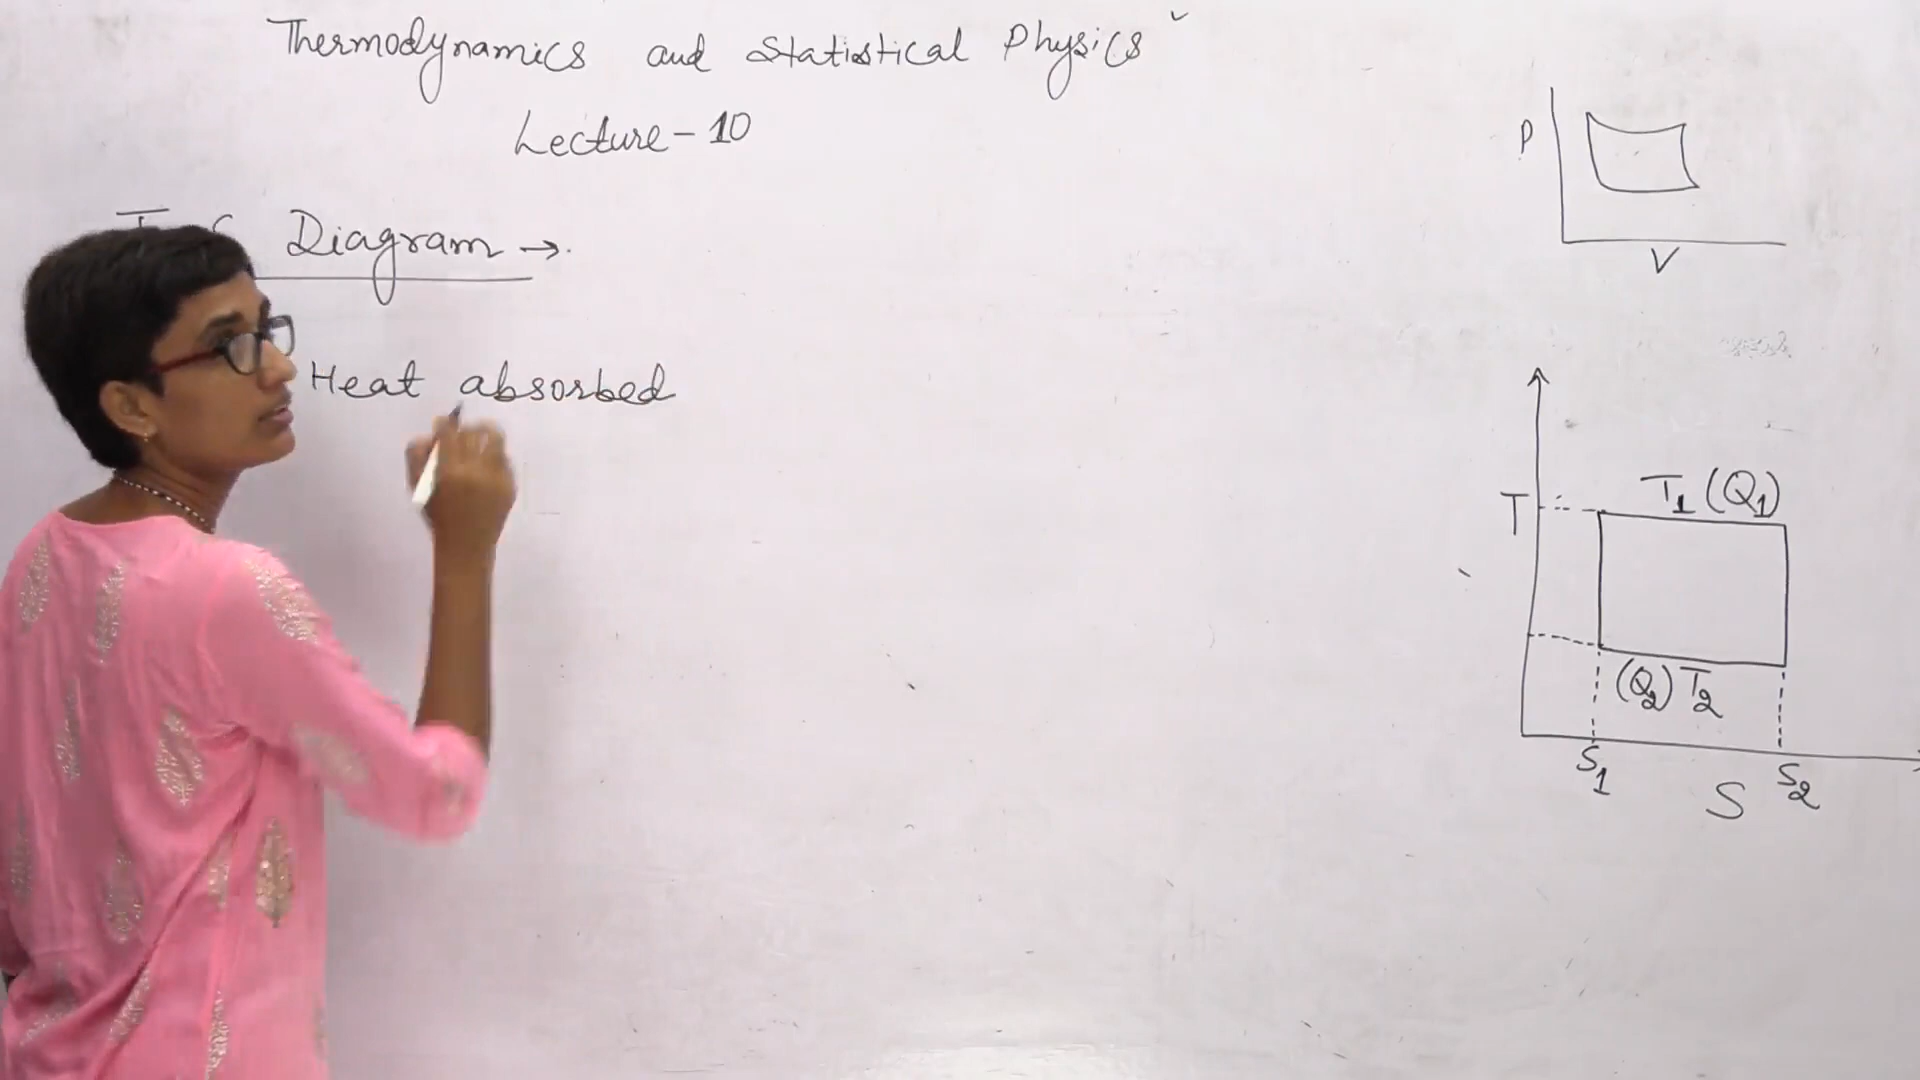 Thermodynamics and Statistical Physics
Lecture - 10
Diagram →
Heat absorbed
P
V
T
T1 (Q1)
(Q2) T2
S1
S2
S